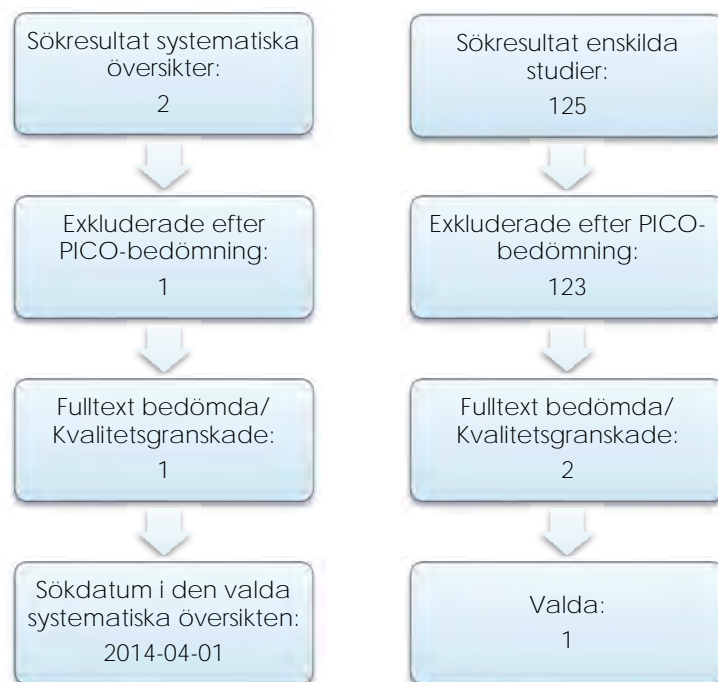 Sökresultat systematiska
översikter:
2
Exkluderade efter
PICO-bedömning:
1
Fulltext bedömda/
Kvalitetsgranskade:
1
Sökdatum i den valda
systematiska översikten:
2014-04-01
Sökresultat enskilda
studier:
125
Exkluderade efter PICO-
bedömning:
123
Fulltext bedömda/
Kvalitetsgranskade:
2
Valda:
1